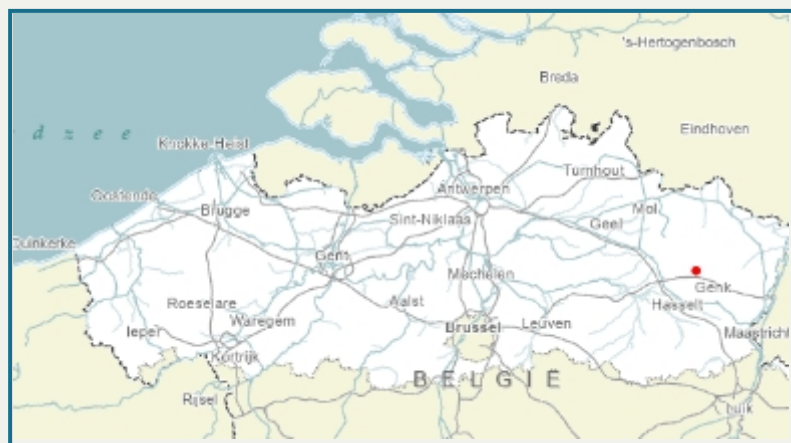 's-Hertogenbosch
Breda
Eindhoven
dzee
Knokke-Heist
Turnhout
Antwerpen
Oostende
Mol
Brugge
Sint-Niklaas
Geel
Duinkerke
Gent
Mechelen
Genk
Roeselare
Aalst
Hasselt
Ieper
Waregem
Brussel
Leuven
Maastricht
Kortrijk
BELGIË
Rijsel
Luik